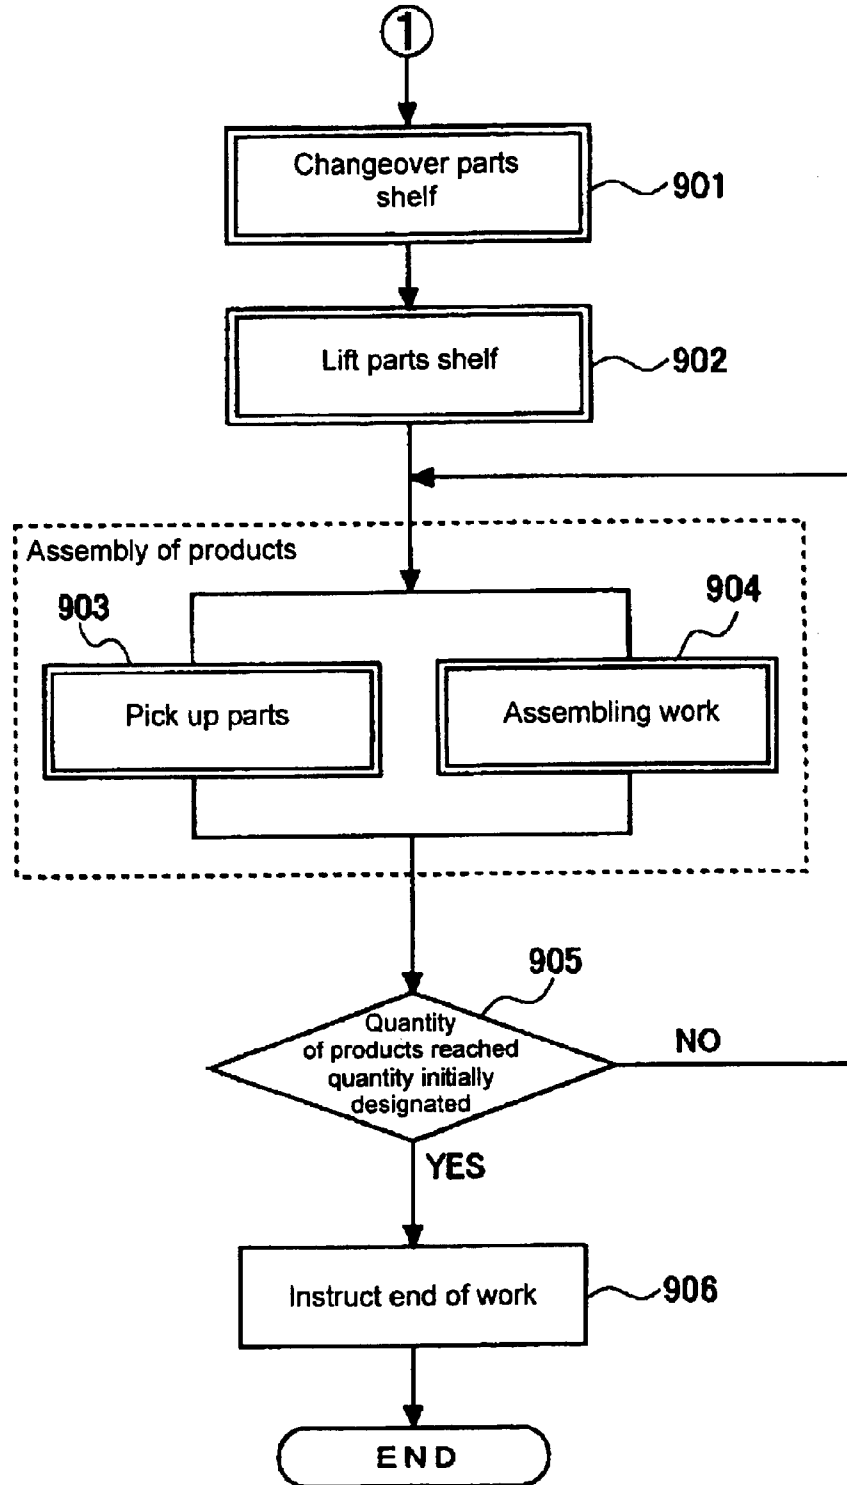 1
Changeover parts
shelf
901
Lift parts shelf
902
Assembly of products
903
904
Pick up parts
Assembling work
905
Quantity
of products reached
quantity initially
designated
NO
YES
Instruct end of work
906
END